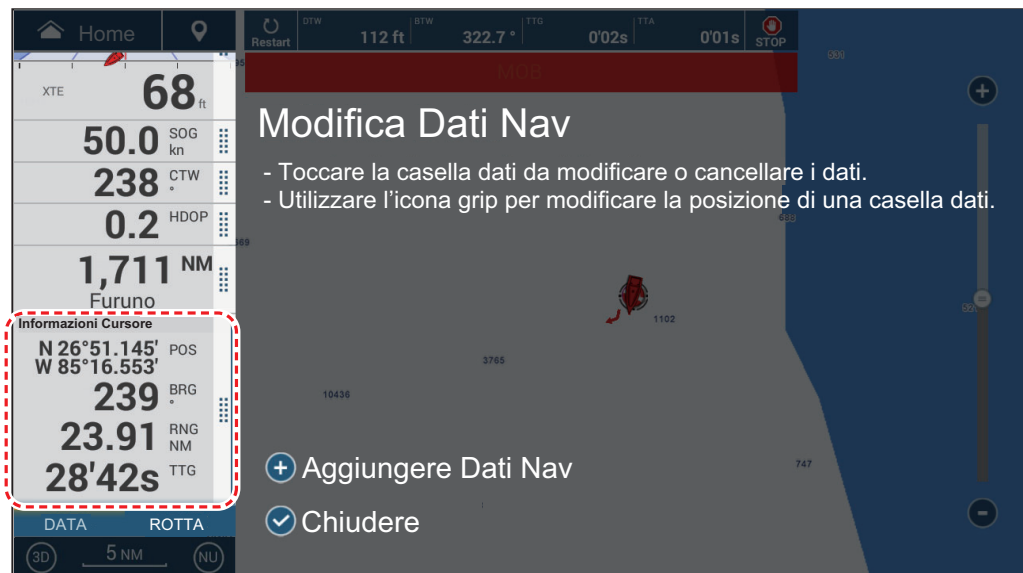 Home
Restart
DTW
112 ft
BTW
322.7 °
TTG
0'02s
TTA
0'01s
STOP
MOB
XTE
68 ft
50.0 SOG kn
238 CTW °
0.2 HDOP
1,711 NM
Furuno
Informazioni Cursore
N 26°51.145' POS
W 85°16.553'
239 BRG °
23.91 RNG NM
28'42s TTG
DATA ROTTA
3D 5 NM NU
Modifica Dati Nav
- Toccare la casella dati da modificare o cancellare i dati.
- Utilizzare l'icona grip per modificare la posizione di una casella dati.
1102
3765
10436
747
Aggiungere Dati Nav
Chiudere